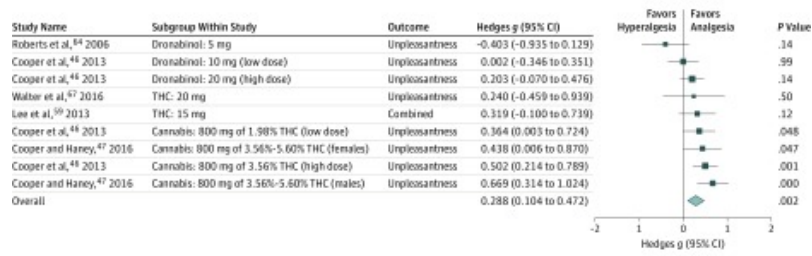 Favors Hyperalgesia Favors Analgesia
Study Name Subgroup Within Study Outcome Hedges g (95% CI) P Value
Roberts et al,64 2006 Dronabinol: 5 mg Unpleasantness -0.403 (-0.935 to 0.129) .14
Cooper et al,46 2013 Dronabinol: 10 mg (low dose) Unpleasantness 0.002 (-0.346 to 0.351) .99
Cooper et al,46 2013 Dronabinol: 20 mg (high dose) Unpleasantness 0.203 (-0.070 to 0.476) .14
Walter et al,67 2016 THC: 20 mg Unpleasantness 0.240 (-0.459 to 0.939) .50
Lee et al,59 2013 THC: 15 mg Combined 0.319 (-0.100 to 0.739) .12
Cooper et al,46 2013 Cannabis: 800 mg of 1.98% THC (low dose) Unpleasantness 0.364 (0.003 to 0.724) .048
Cooper and Haney,47 2016 Cannabis: 800 mg of 3.56%-5.60% THC (females) Unpleasantness 0.438 (0.006 to 0.870) .047
Cooper et al,46 2013 Cannabis: 800 mg of 3.56% THC (high dose) Unpleasantness 0.502 (0.214 to 0.789) .001
Cooper and Haney,47 2016 Cannabis: 800 mg of 3.56%-5.60% THC (males) Unpleasantness 0.669 (0.314 to 1.024) .000
Overall 0.288 (0.104 to 0.472) .002
-2 1 0 1 2
Hedges g (95% CI)